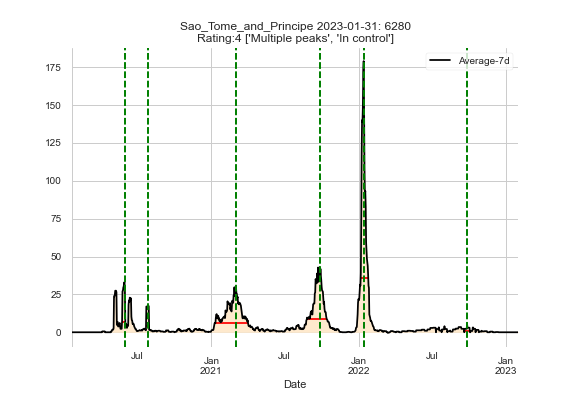 Sao_Tome_and_Principe 2023-01-31: 6280
Rating:4 ['Multiple peaks', 'In control']
Average-7d
175
150
125
100
75
50
25
0
Jul
Jan
2021
Jul
Jan
2022
Jul
Jan
2023
Date